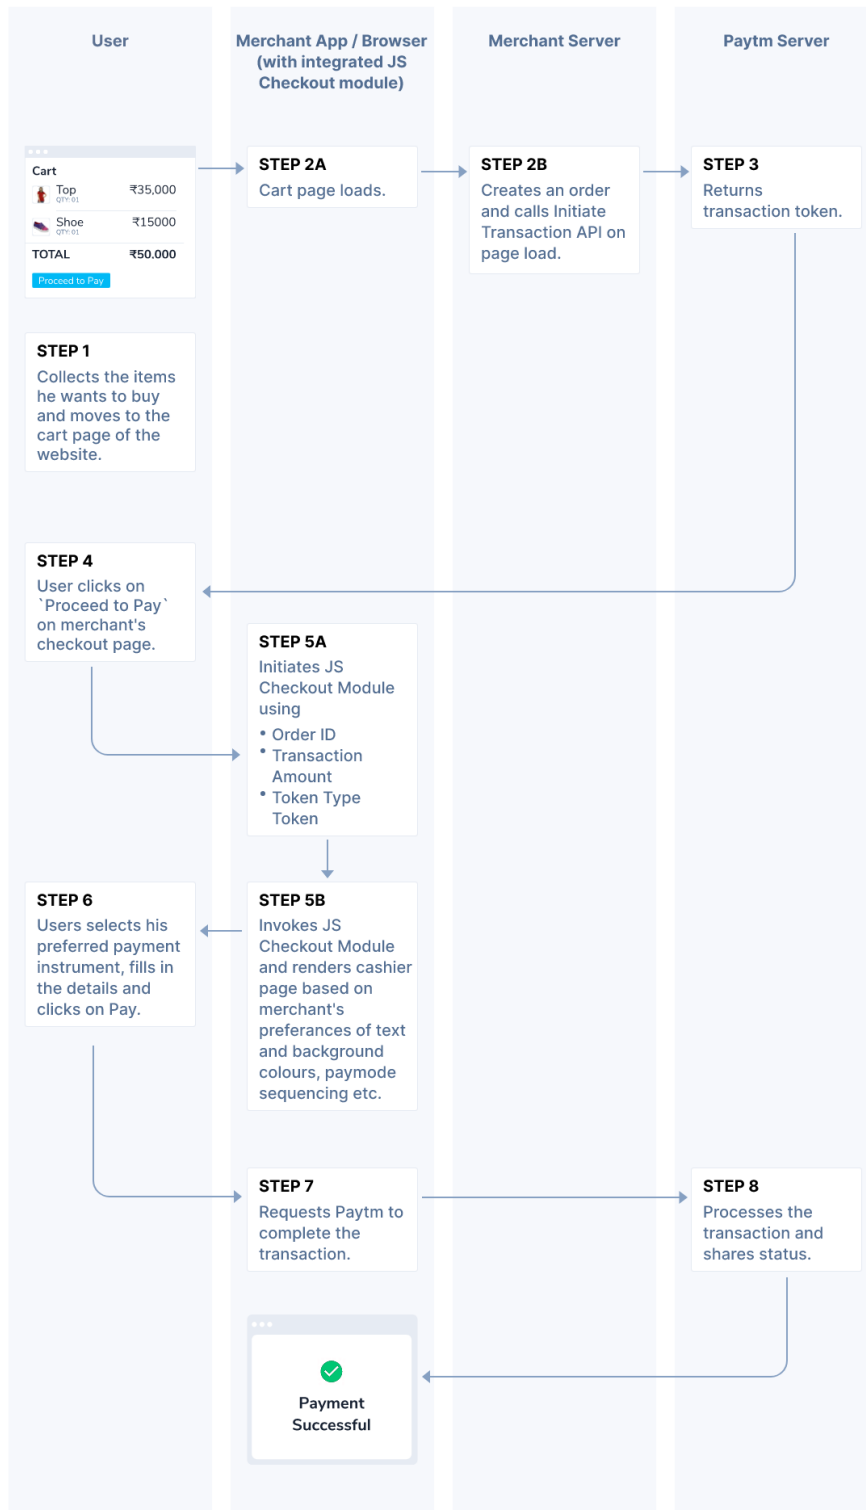 User
Merchant App / Browser
(with integrated JS
Checkout module)
Merchant Server
Paytm Server
Cart
Top ₹35,000
QTY: 01
Shoe ₹15000
QTY: 01
TOTAL ₹50.000
Proceed to Pay
STEP 2A
Cart page loads.
STEP 2B
Creates an order
and calls Initiate
Transaction API on
page load.
STEP 3
Returns
transaction token.
STEP 1
Collects the items
he wants to buy
and moves to the
cart page of the
website.
STEP 4
User clicks on
`Proceed to Pay`
on merchant's
checkout page.
STEP 5A
Initiates JS
Checkout Module
using
• Order ID
• Transaction
Amount
• Token Type
Token
STEP 6
Users selects his
preferred payment
instrument, fills in
the details and
clicks on Pay.
STEP 5B
Invokes JS
Checkout Module
and renders cashier
page based on
merchant's
preferances of text
and background
colours, paymode
sequencing etc.
STEP 7
Requests Paytm to
complete the
transaction.
STEP 8
Processes the
transaction and
shares status.
Payment
Successful